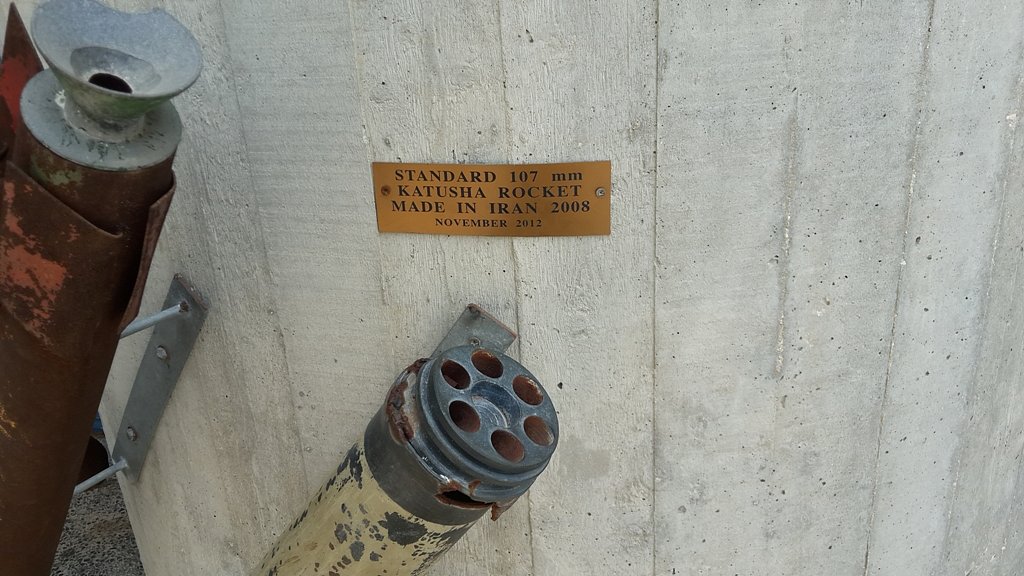 STANDARD 107 mm
KATUSHA ROCKET
MADE IN IRAN 2008
NOVEMBER 2012